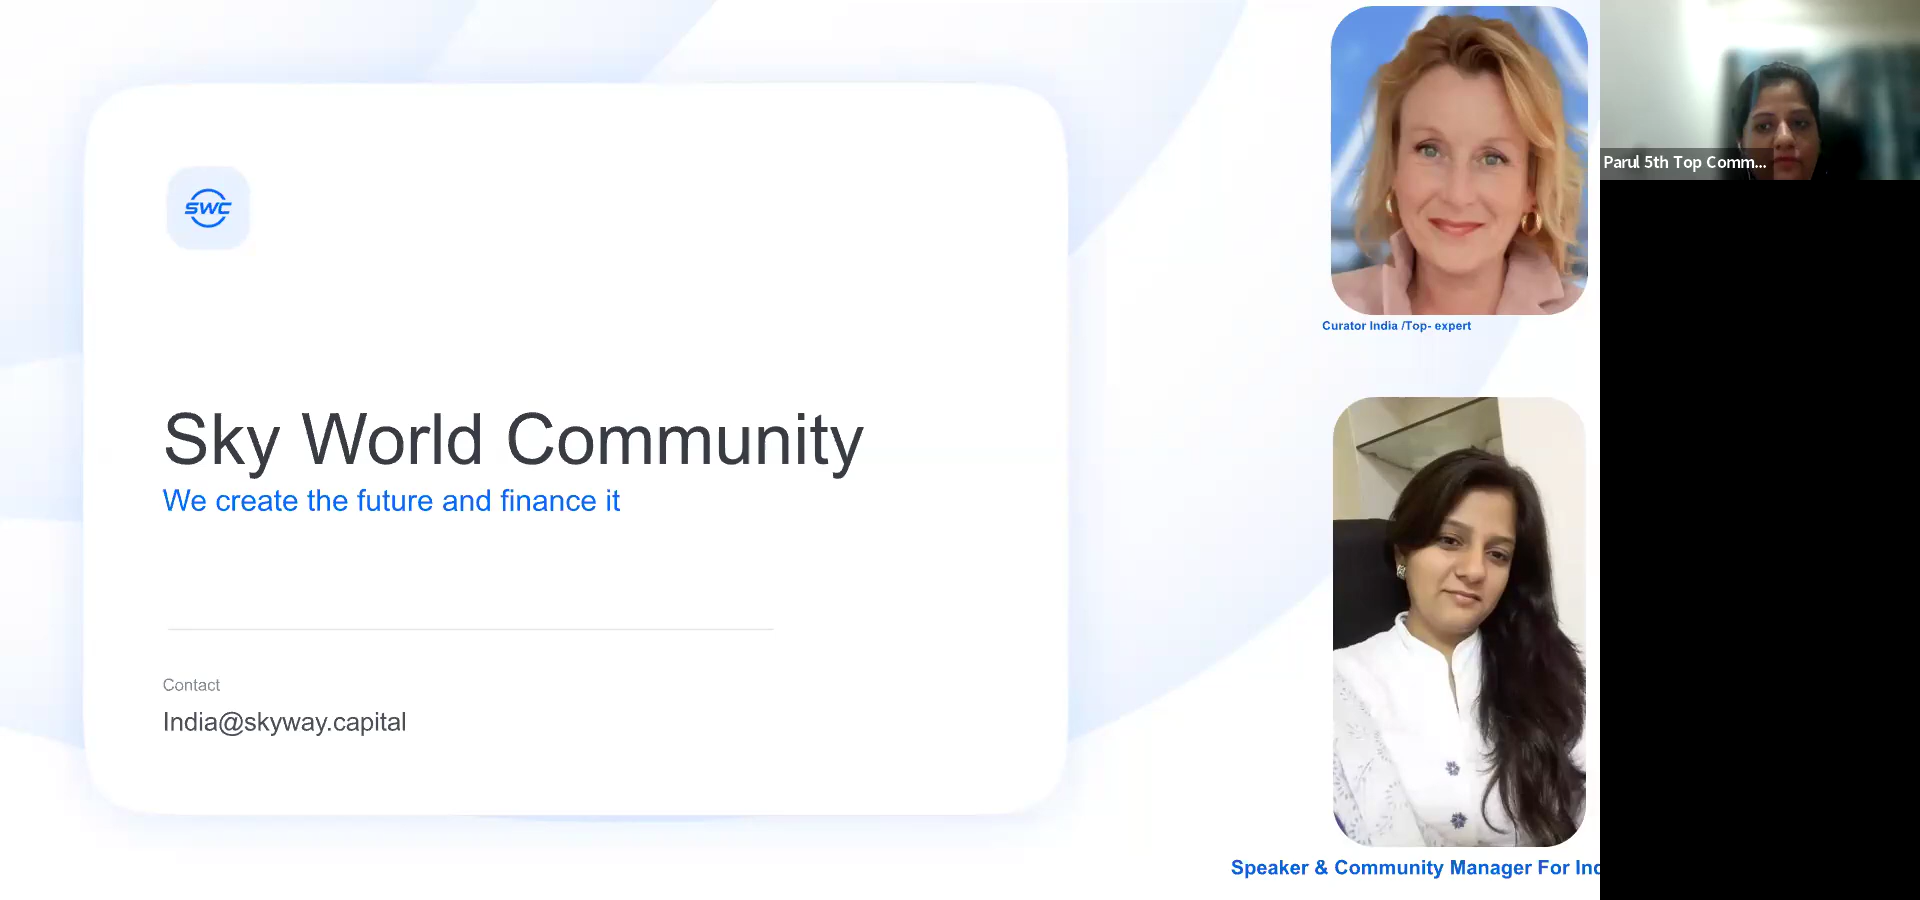 SWC
Sky World Community
We create the future and finance it
Contact
India@skyway.capital
Curator India /Top- expert
Speaker & Community Manager For Ind
Parul 5th Top Comm...